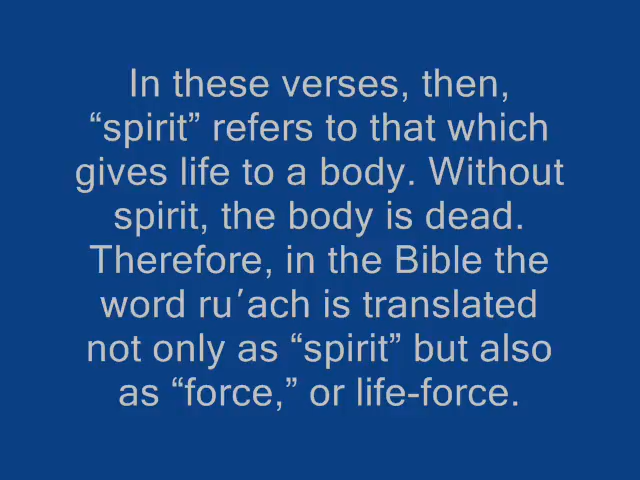 In these verses, then,
“spirit” refers to that which
gives life to a body. Without
spirit, the body is dead.
Therefore, in the Bible the
word ruʹach is translated
not only as “spirit” but also
as “force,” or life-force.